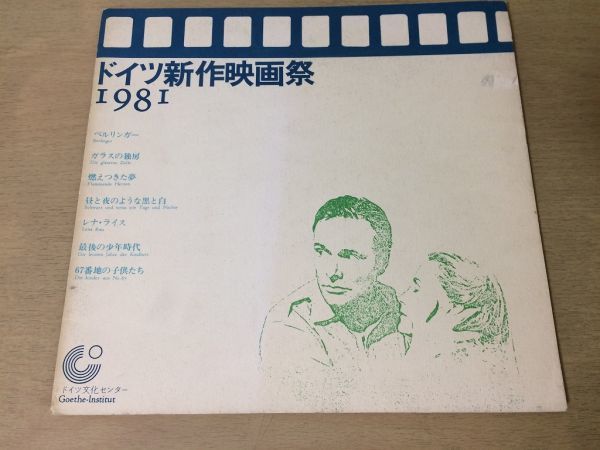 ドイツ新作映画祭
1981
ベルリンガー
Berlinger
ガラスの独房
Die gläserne Zelle
燃えつきた夢
Flammende Herzen
昼と夜のような黒と白
Schwarz und weiss wie Tage und Nächte
レナ・ライス
Lena Rais
最後の少年時代
Die letzten Jahre der Kindheit
67番地の子供たち
Die Kinder aus No.67
ドイツ文化センター
Goethe-Institut